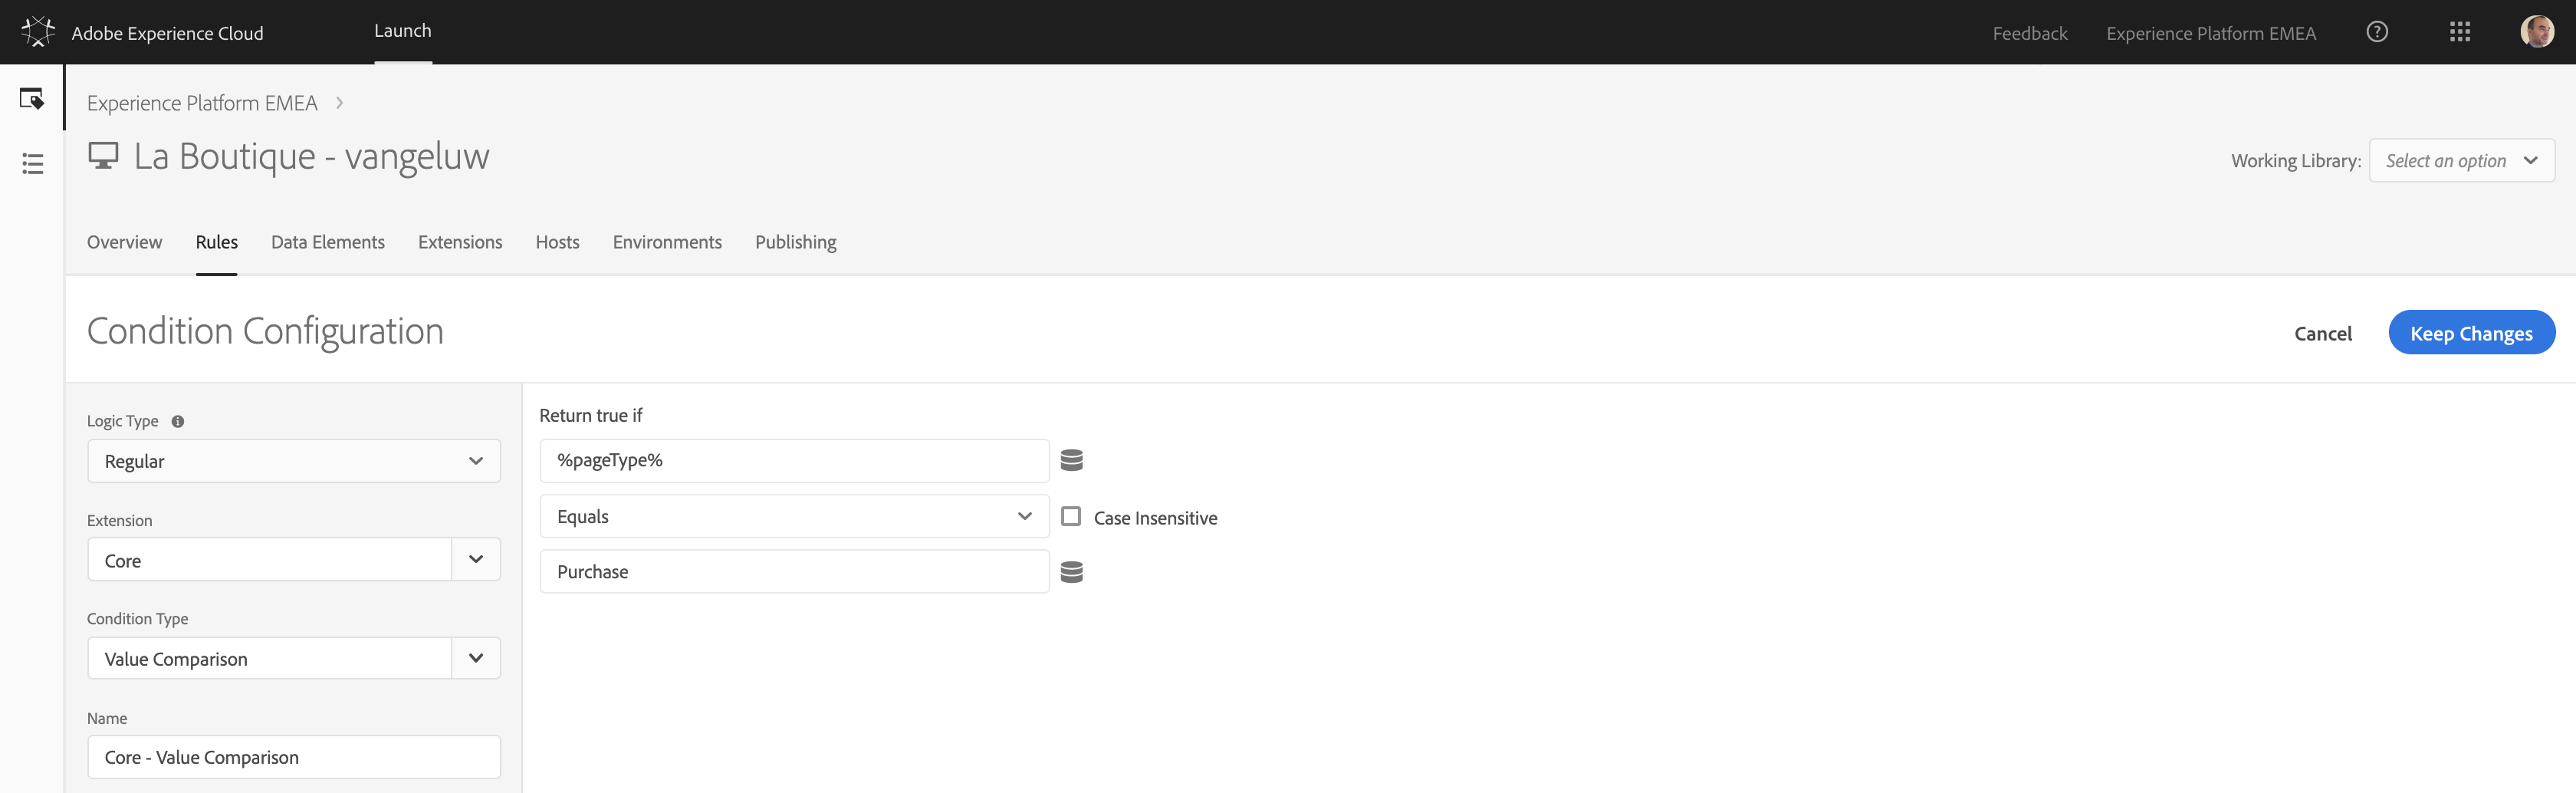 Adobe Experience Cloud
Launch
Feedback
Experience Platform EMEA
Experience Platform EMEA
La Boutique - vangeluw
Working Library:
Select an option
Overview
Rules
Data Elements
Extensions
Hosts
Environments
Publishing
Condition Configuration
Cancel
Keep Changes
Logic Type
Regular
Extension
Core
Condition Type
Value Comparison
Name
Core - Value Comparison
Return true if
%pageType%
Equals
Case Insensitive
Purchase